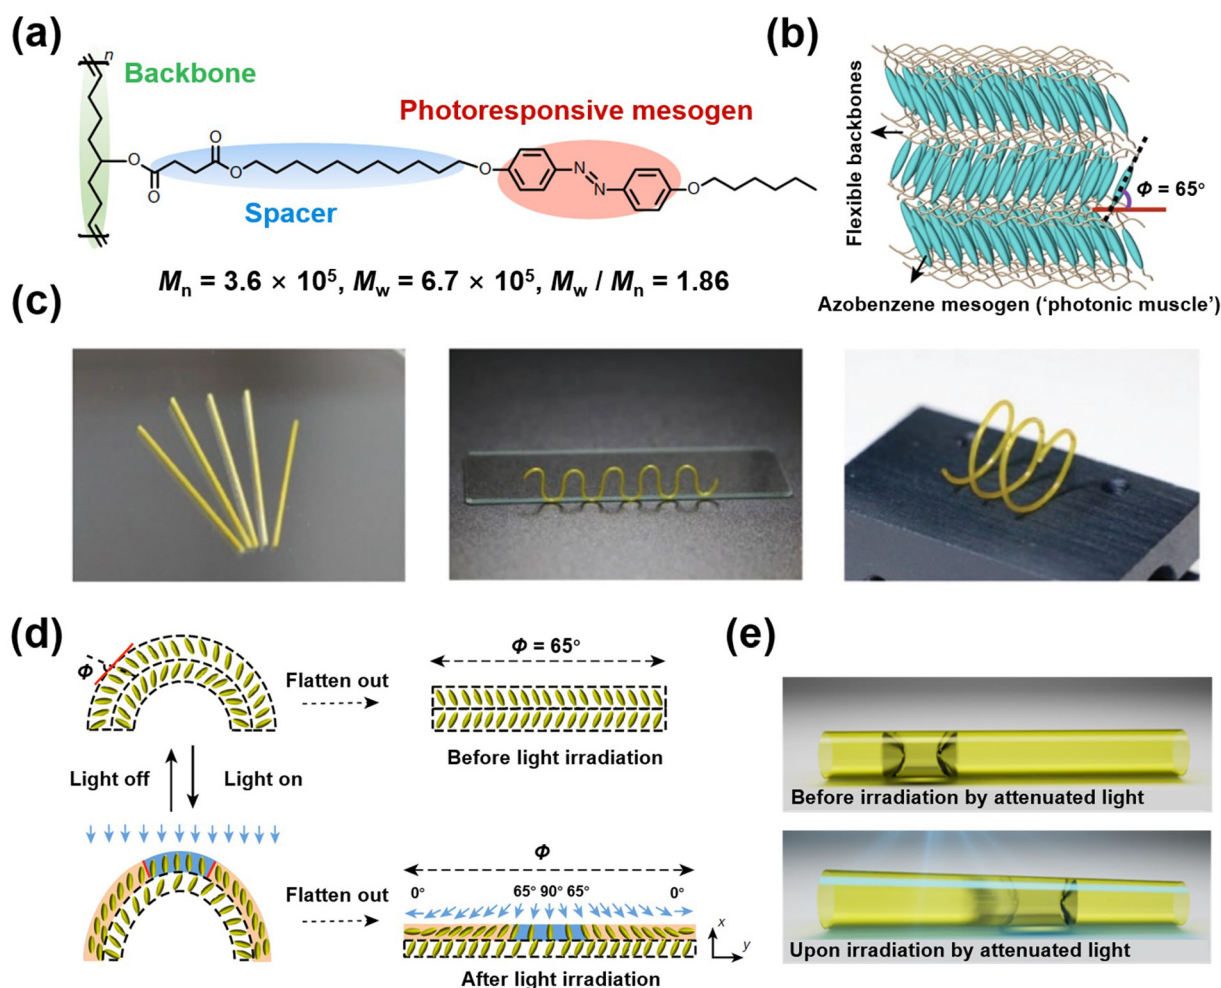 (a)
n
Backbone
Photoresponsive mesogen
O
O
O
O
O
N
N
O
Spacer
Mn = 3.6 × 10⁵, Mw = 6.7 × 10⁵, Mw / Mn = 1.86
(b)
Flexible backbones
Φ = 65°
Azobenzene mesogen (‘photonic muscle’)
(c)
(d)
Φ
Flatten out
Φ = 65°
Before light irradiation
Light off
Light on
Flatten out
Φ
0°
65° 90° 65°
0°
x
y
After light irradiation
(e)
Before irradiation by attenuated light
Upon irradiation by attenuated light